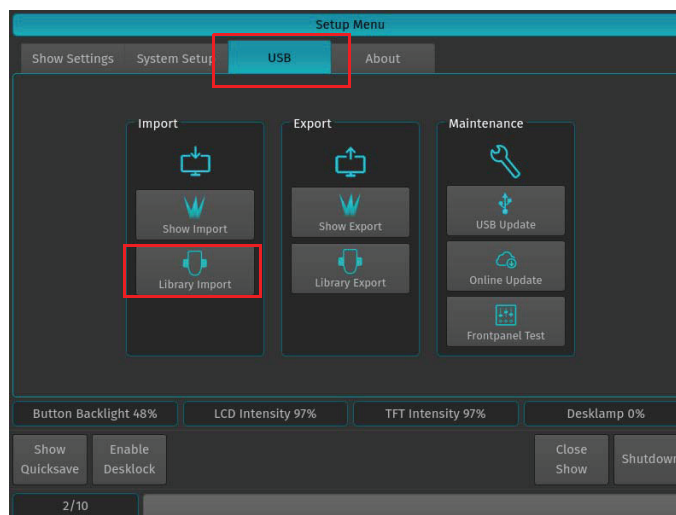 Setup Menu
Show Settings
System Setup
USB
About
Import
Export
Maintenance
Show Import
Library Import
Show Export
Library Export
USB Update
Online Update
Frontpanel Test
Button Backlight 48%
LCD Intensity 97%
TFT Intensity 97%
Desklamp 0%
Show
Quicksave
Enable
Desklock
Close
Show
Shutdown
2/10